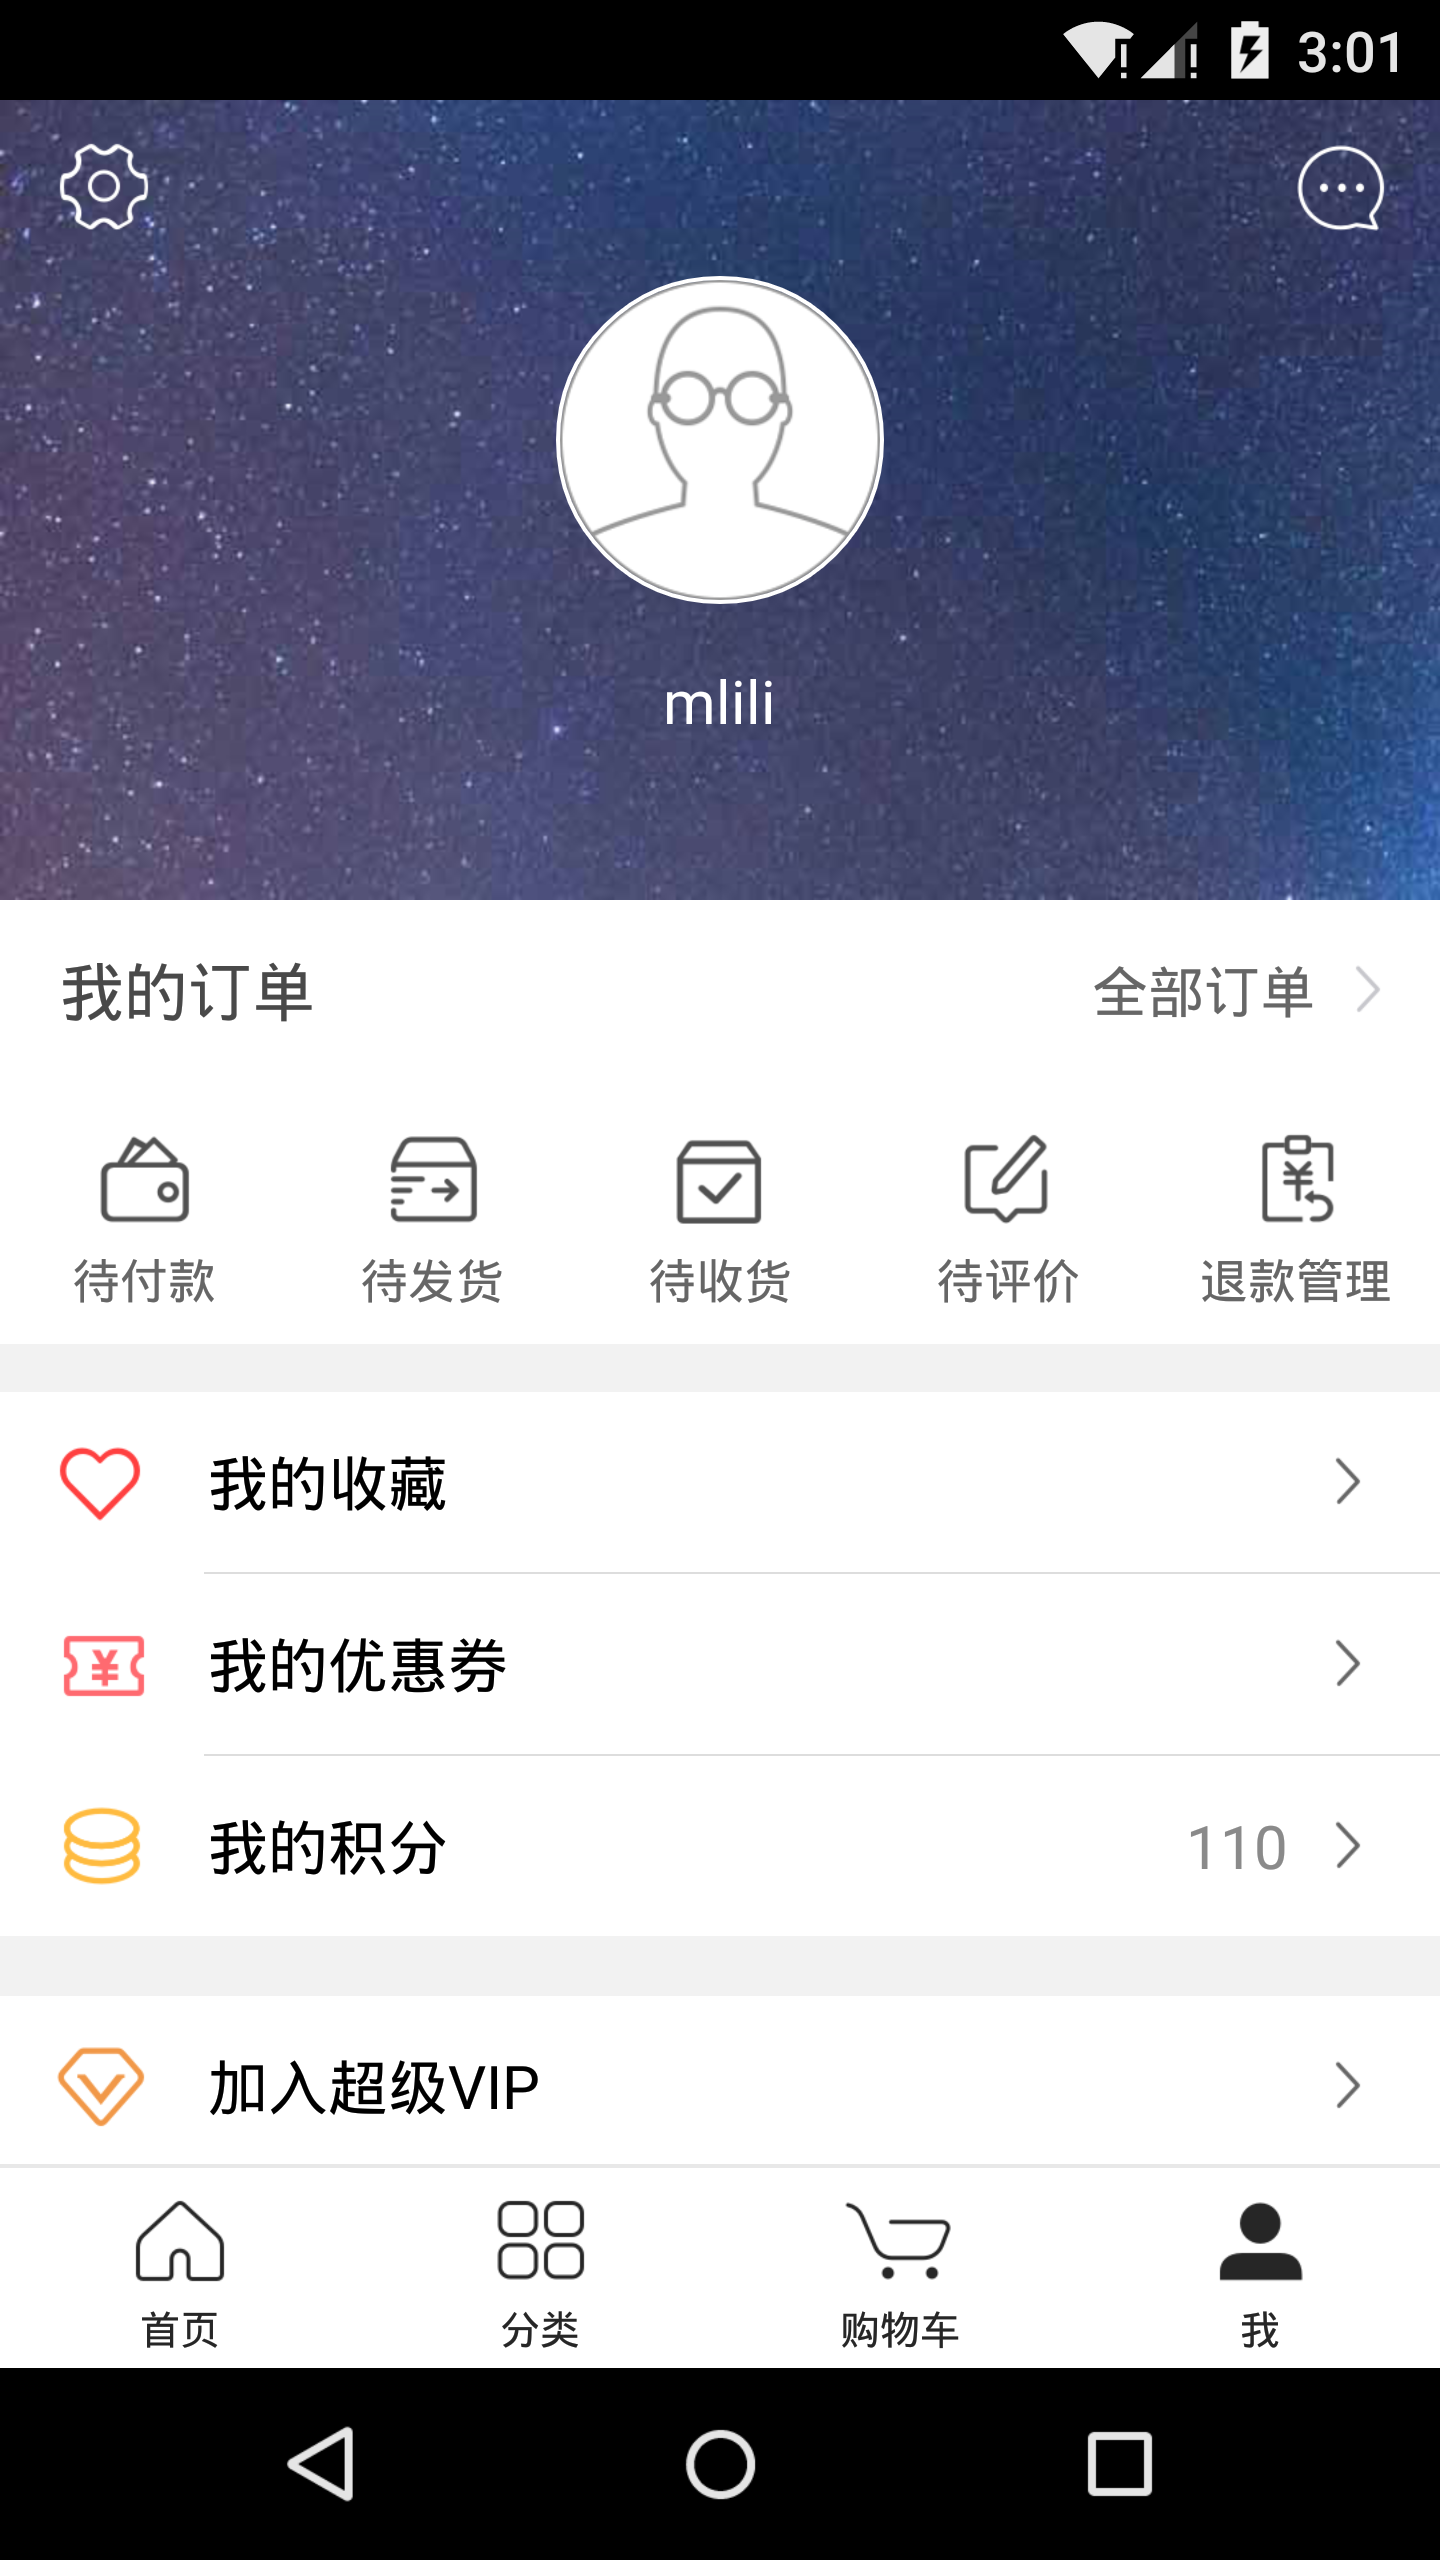 3:01
mlili
我的订单 全部订单
待付款 待发货 待收货 待评价 退款管理
我的收藏
我的优惠券
我的积分 110
加入超级VIP
首页 分类 购物车 我